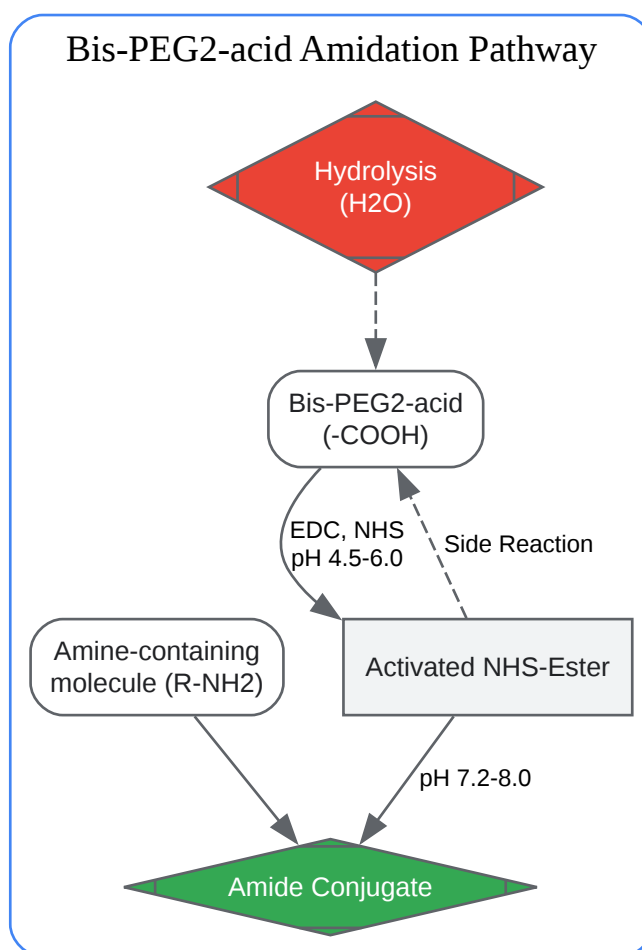 Bis-PEG2-acid Amidation Pathway
Hydrolysis
(H2O)
Bis-PEG2-acid
(-COOH)
EDC, NHS
pH 4.5-6.0
Side Reaction
Amine-containing
molecule (R-NH2)
Activated NHS-Ester
pH 7.2-8.0
Amide Conjugate